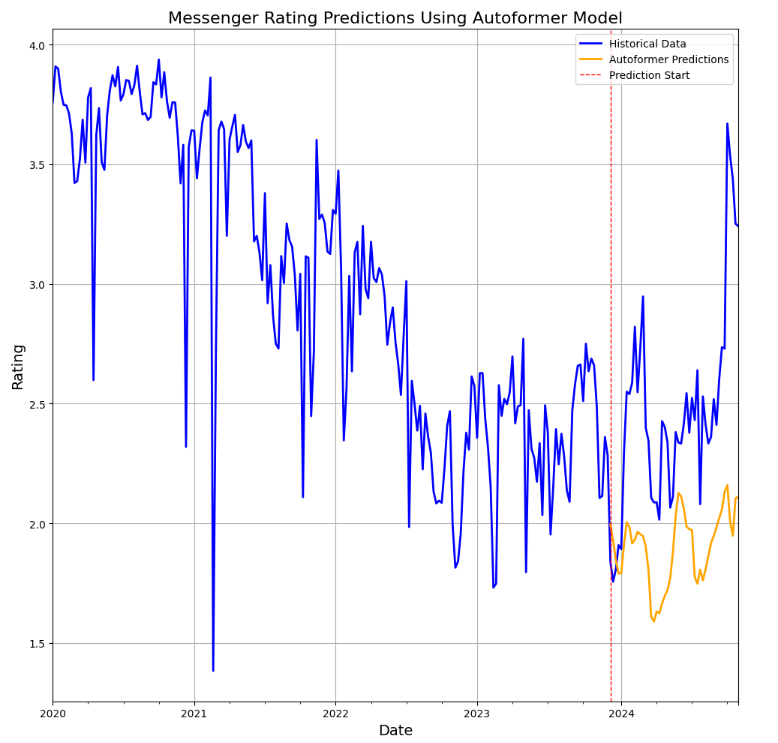 Messenger Rating Predictions Using Autoformer Model
Historical Data
Autoformer Predictions
Prediction Start
4.0
3.5
3.0
2.5
2.0
1.5
Rating
2020
2021
2022
2023
2024
Date